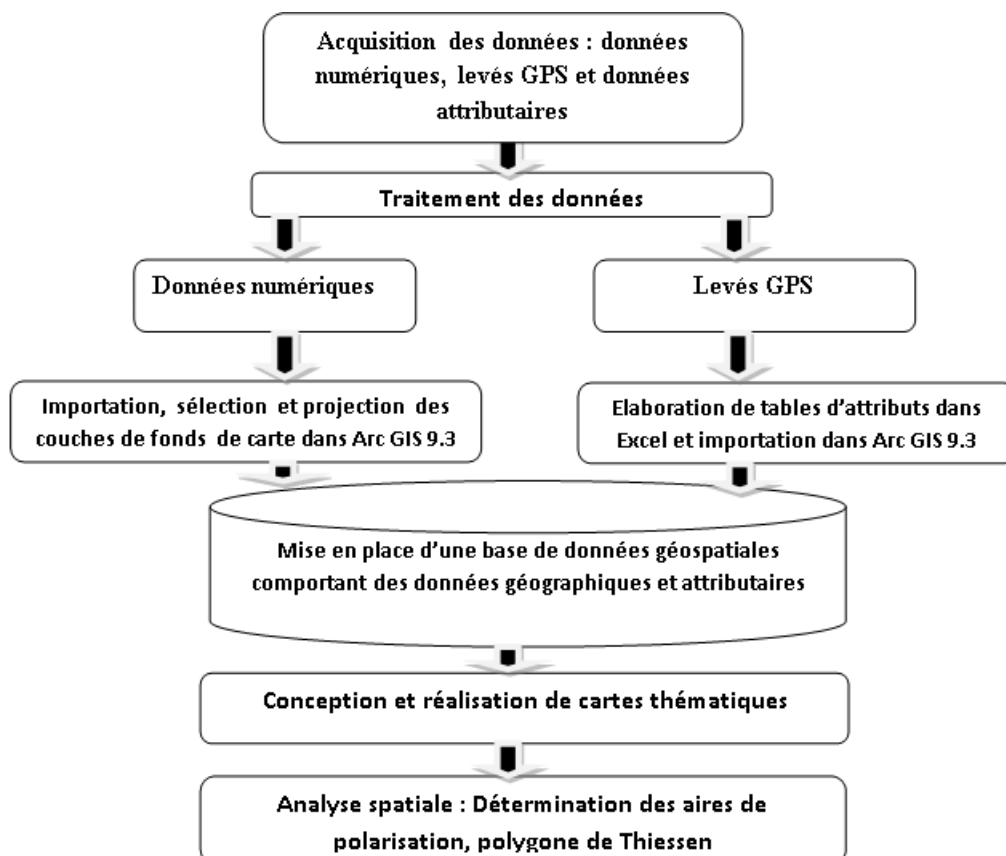 Acquisition des données : données
numériques, levés GPS et données
attributaires
Traitement des données
Données numériques
Levés GPS
Importation, sélection et projection des
couches de fonds de carte dans Arc GIS 9.3
Elaboration de tables d'attributs dans
Excel et importation dans Arc GIS 9.3
Mise en place d'une base de données géospatiales
comportant des données géographiques et attributaires
Conception et réalisation de cartes thématiques
Analyse spatiale : Détermination des aires de
polarisation, polygone de Thiessen